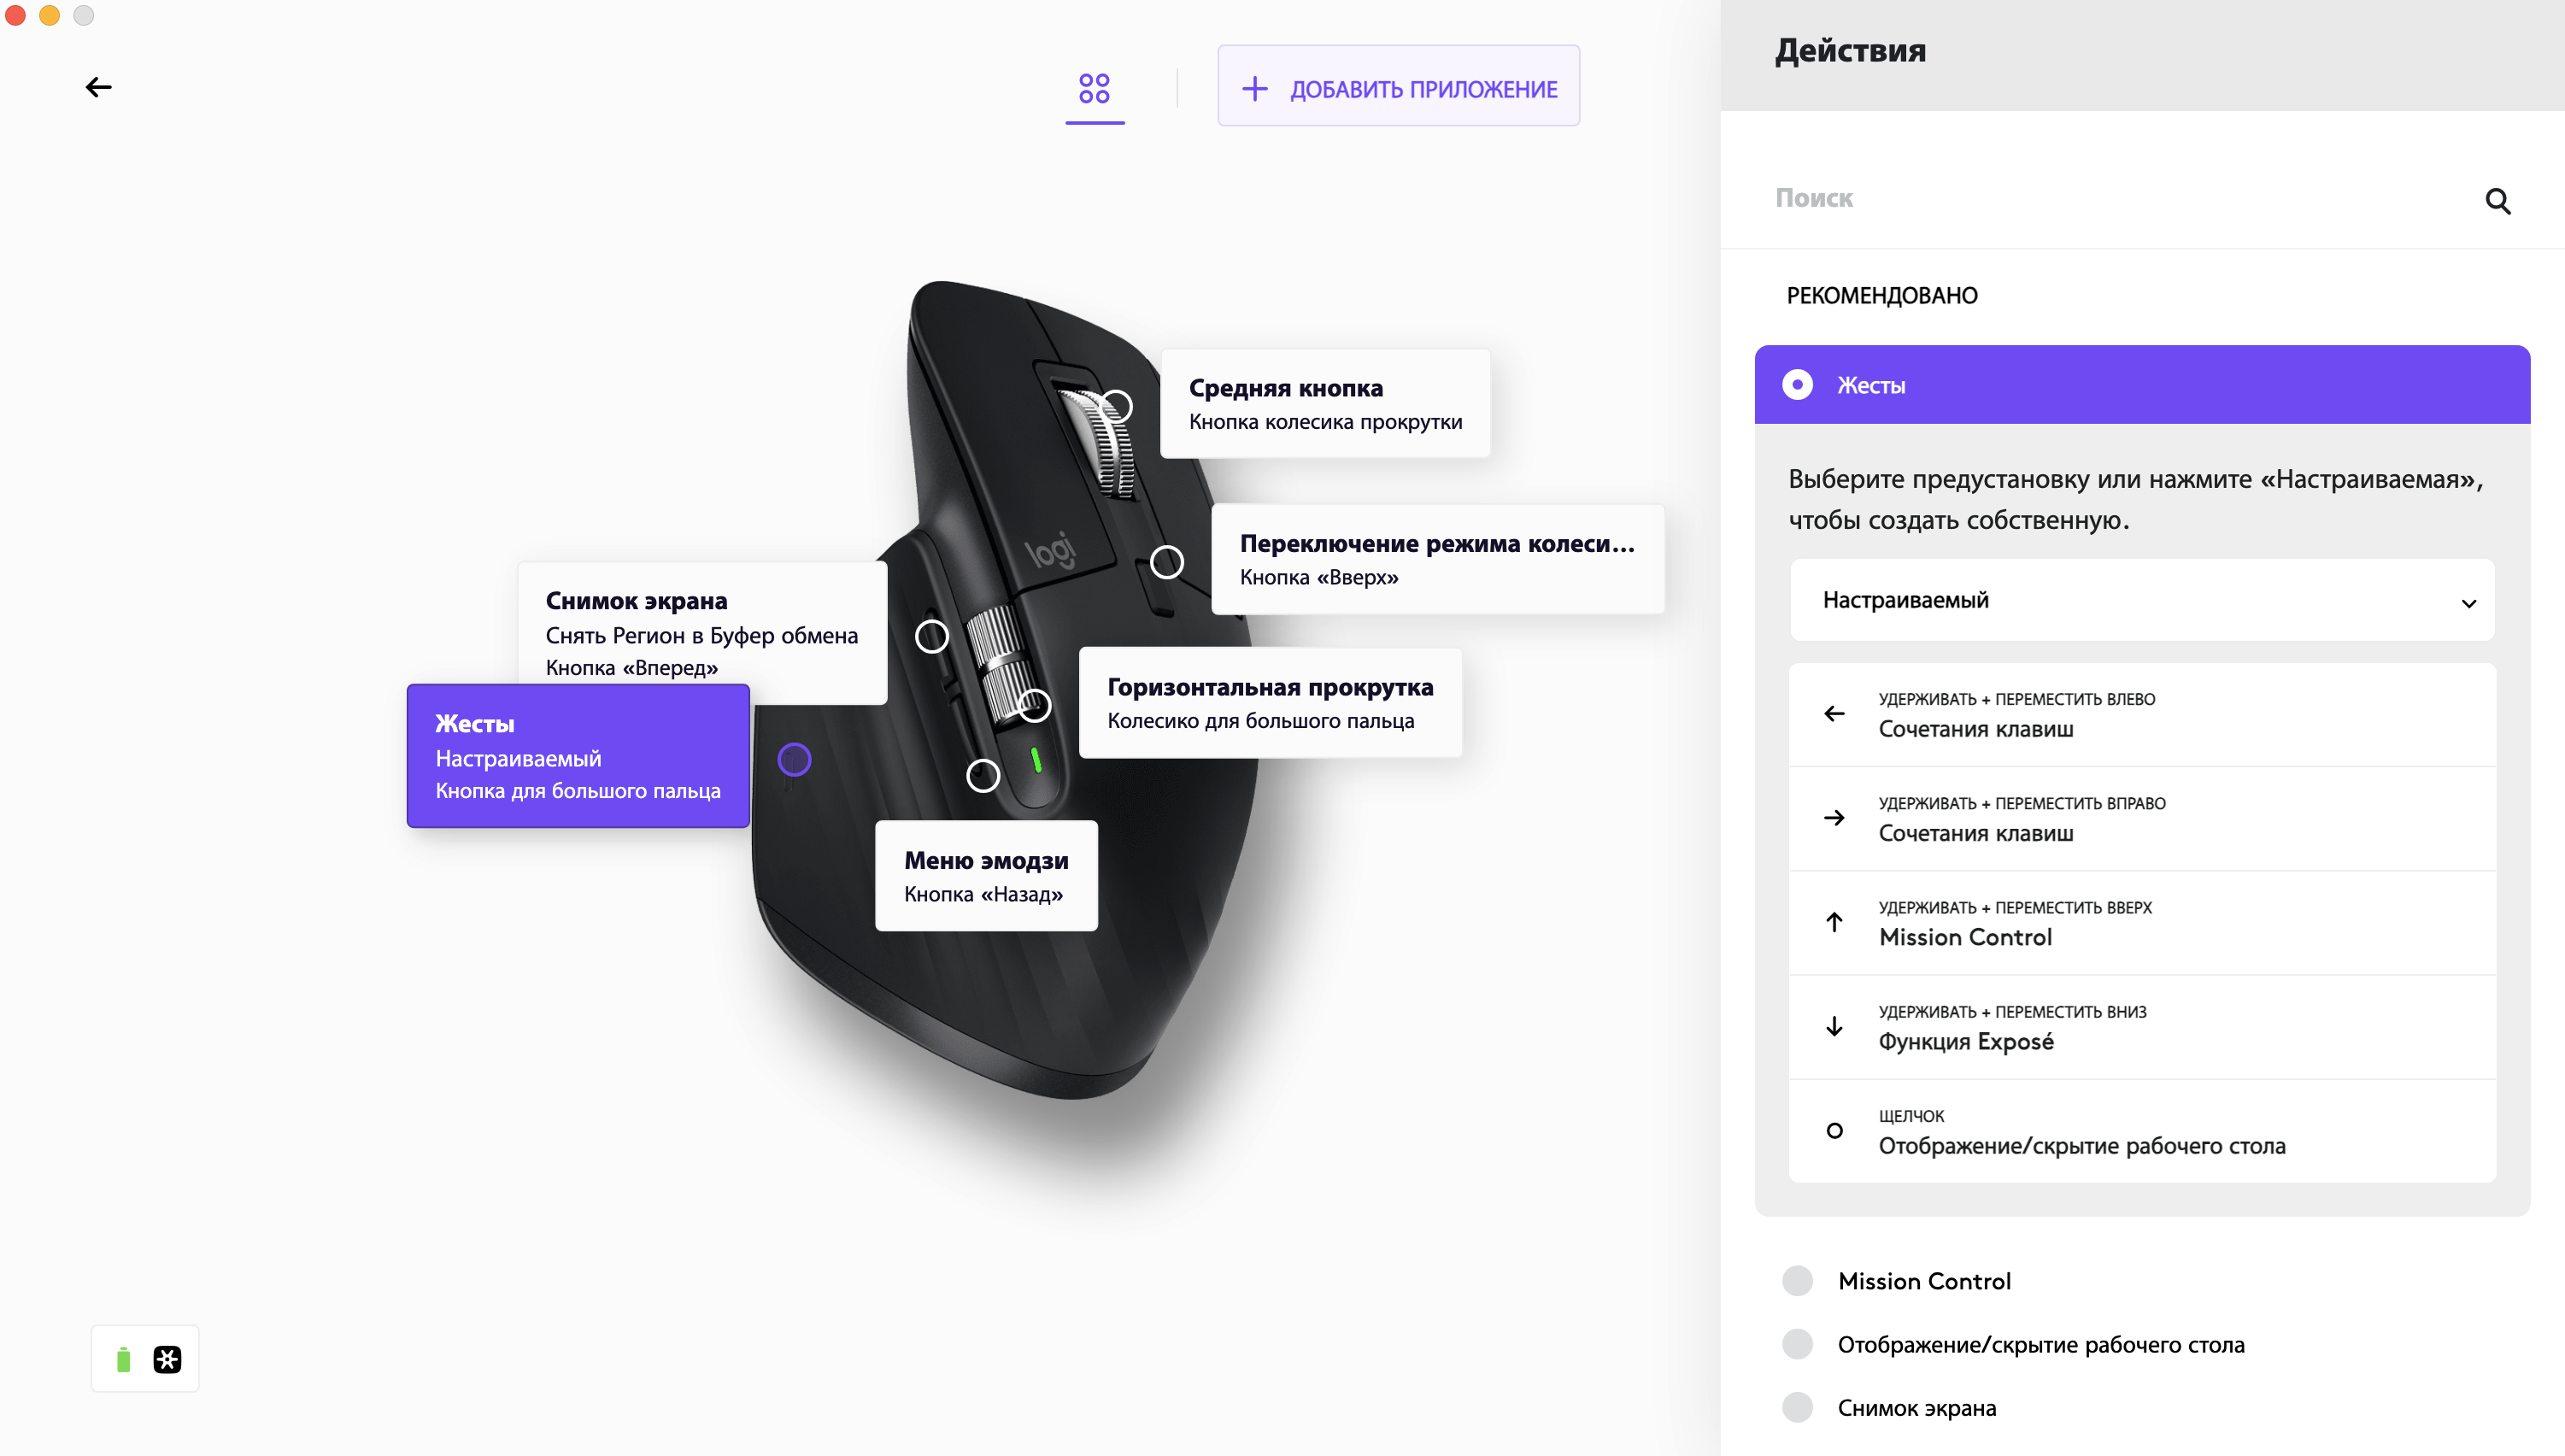 ДОБАВИТЬ ПРИЛОЖЕНИЕ
Средняя кнопка
Кнопка колесика прокрутки
Переключение режима колеси...
Кнопка «Вверх»
logi
Снимок экрана
Снять Регион в Буфер обмена
Кнопка «Вперед»
Горизонтальная прокрутка
Колесико для большого пальца
Жесты
Настраиваемый
Кнопка для большого пальца
Меню эмодзи
Кнопка «Назад»
Действия
Поиск
РЕКОМЕНДОВАНО
Жесты
Выберите предустановку или нажмите «Настраиваемая»,
чтобы создать собственную.
Настраиваемый
УДЕРЖИВАТЬ + ПЕРЕМЕСТИТЬ ВЛЕВО
Сочетания клавиш
УДЕРЖИВАТЬ + ПЕРЕМЕСТИТЬ ВПРАВО
Сочетания клавиш
УДЕРЖИВАТЬ + ПЕРЕМЕСТИТЬ ВВЕРХ
Mission Control
УДЕРЖИВАТЬ + ПЕРЕМЕСТИТЬ ВНИЗ
Функция Exposé
ЩЕЛЧОК
Отображение/скрытие рабочего стола
Mission Control
Отображение/скрытие рабочего стола
Снимок экрана